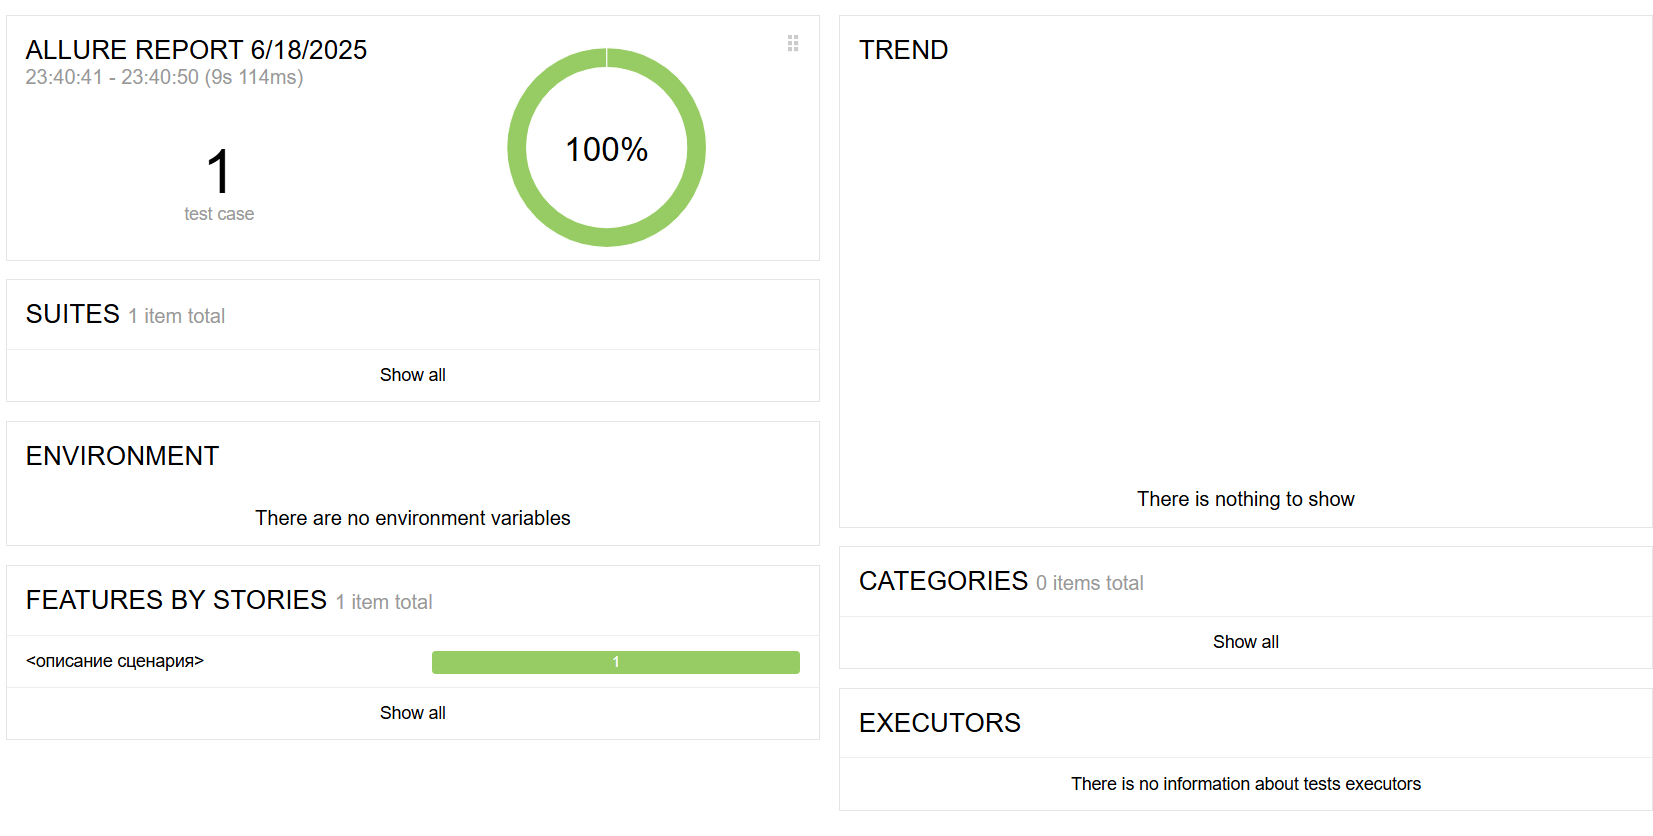 ALLURE REPORT 6/18/2025
23:40:41 - 23:40:50 (9s 114ms)
1
test case
100%
SUITES 1 item total
Show all
ENVIRONMENT
There are no environment variables
FEATURES BY STORIES 1 item total
<описание сценария> 1
Show all
TREND
There is nothing to show
CATEGORIES 0 items total
Show all
EXECUTORS
There is no information about tests executors